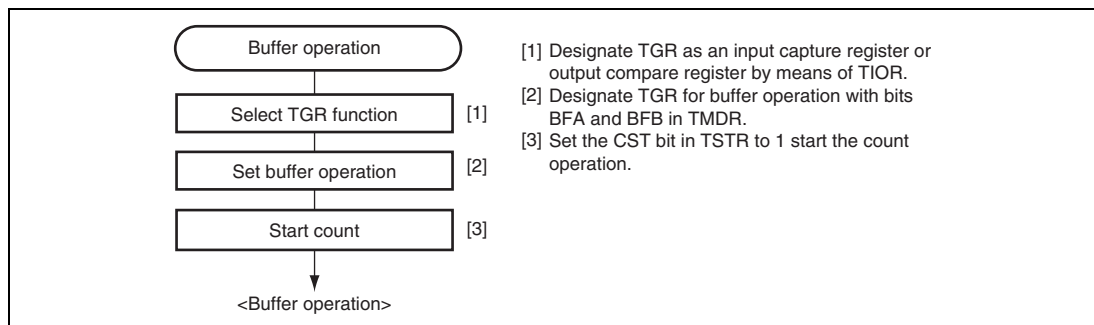 Buffer operation
Select TGR function
[1]
Set buffer operation
[2]
Start count
[3]
<Buffer operation>
[1] Designate TGR as an input capture register or
output compare register by means of TIOR.
[2] Designate TGR for buffer operation with bits
BFA and BFB in TMDR.
[3] Set the CST bit in TSTR to 1 start the count
operation.